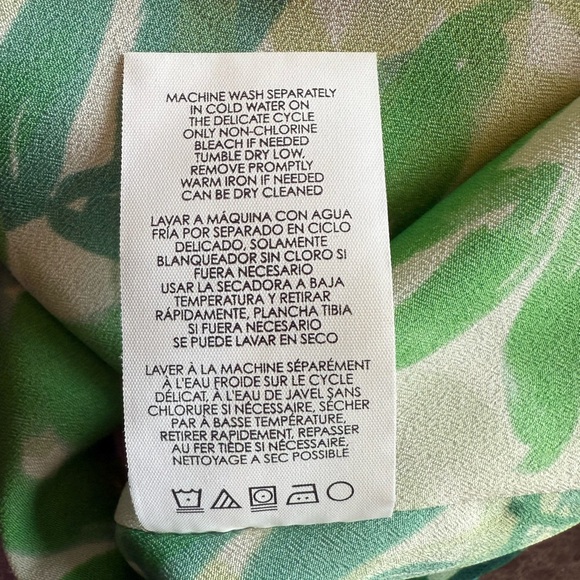 MACHINE WASH SEPARATELY
IN COLD WATER ON
THE DELICATE CYCLE
ONLY NON-CHLORINE
BLEACH IF NEEDED
TUMBLE DRY LOW,
REMOVE PROMPTLY
WARM IRON IF NEEDED
CAN BE DRY CLEANED
LAVAR A MÁQUINA CON AGUA
FRÍA POR SEPARADO EN CICLO
DELICADO, SOLAMENTE
BLANQUEADOR SIN CLORO SI
FUERA NECESARIO
USAR LA SECADORA A BAJA
TEMPERATURA Y RETIRAR
RÁPIDAMENTE, PLANCHA TIBIA
SI FUERA NECESARIO
SE PUEDE LAVAR EN SECO
LAVER À LA MACHINE SÉPARÉMENT
À L'EAU FROIDE SUR LE CYCLE
DÉLICAT, À L'EAU DE JAVEL SANS
CHLORURE SI NÉCESSAIRE, SÉCHER
PAR À BASSE TEMPÉRATUR,
RETIRER RAPIDEMENT, REPASSER
AU FER TIÈDE SI NÉCESSAIRE,
NETTOYAGE A SEC POSSIBLE